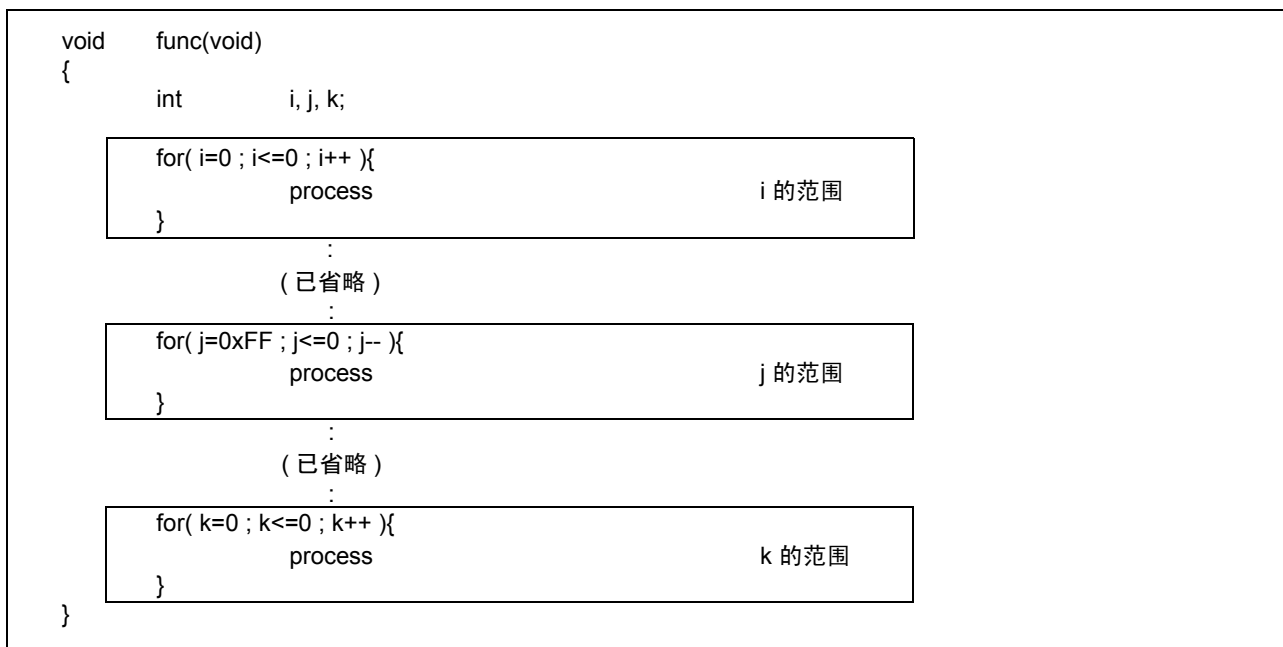 void func(void)
{
int i, j, k;
for( i=0 ; i<=0 ; i++ ){
process i 的范围
}
:
( 已省略 )
:
for( j=0xFF ; j<=0 ; j-- ){
process j 的范围
}
:
( 已省略 )
:
for( k=0 ; k<=0 ; k++ ){
process k 的范围
}
}